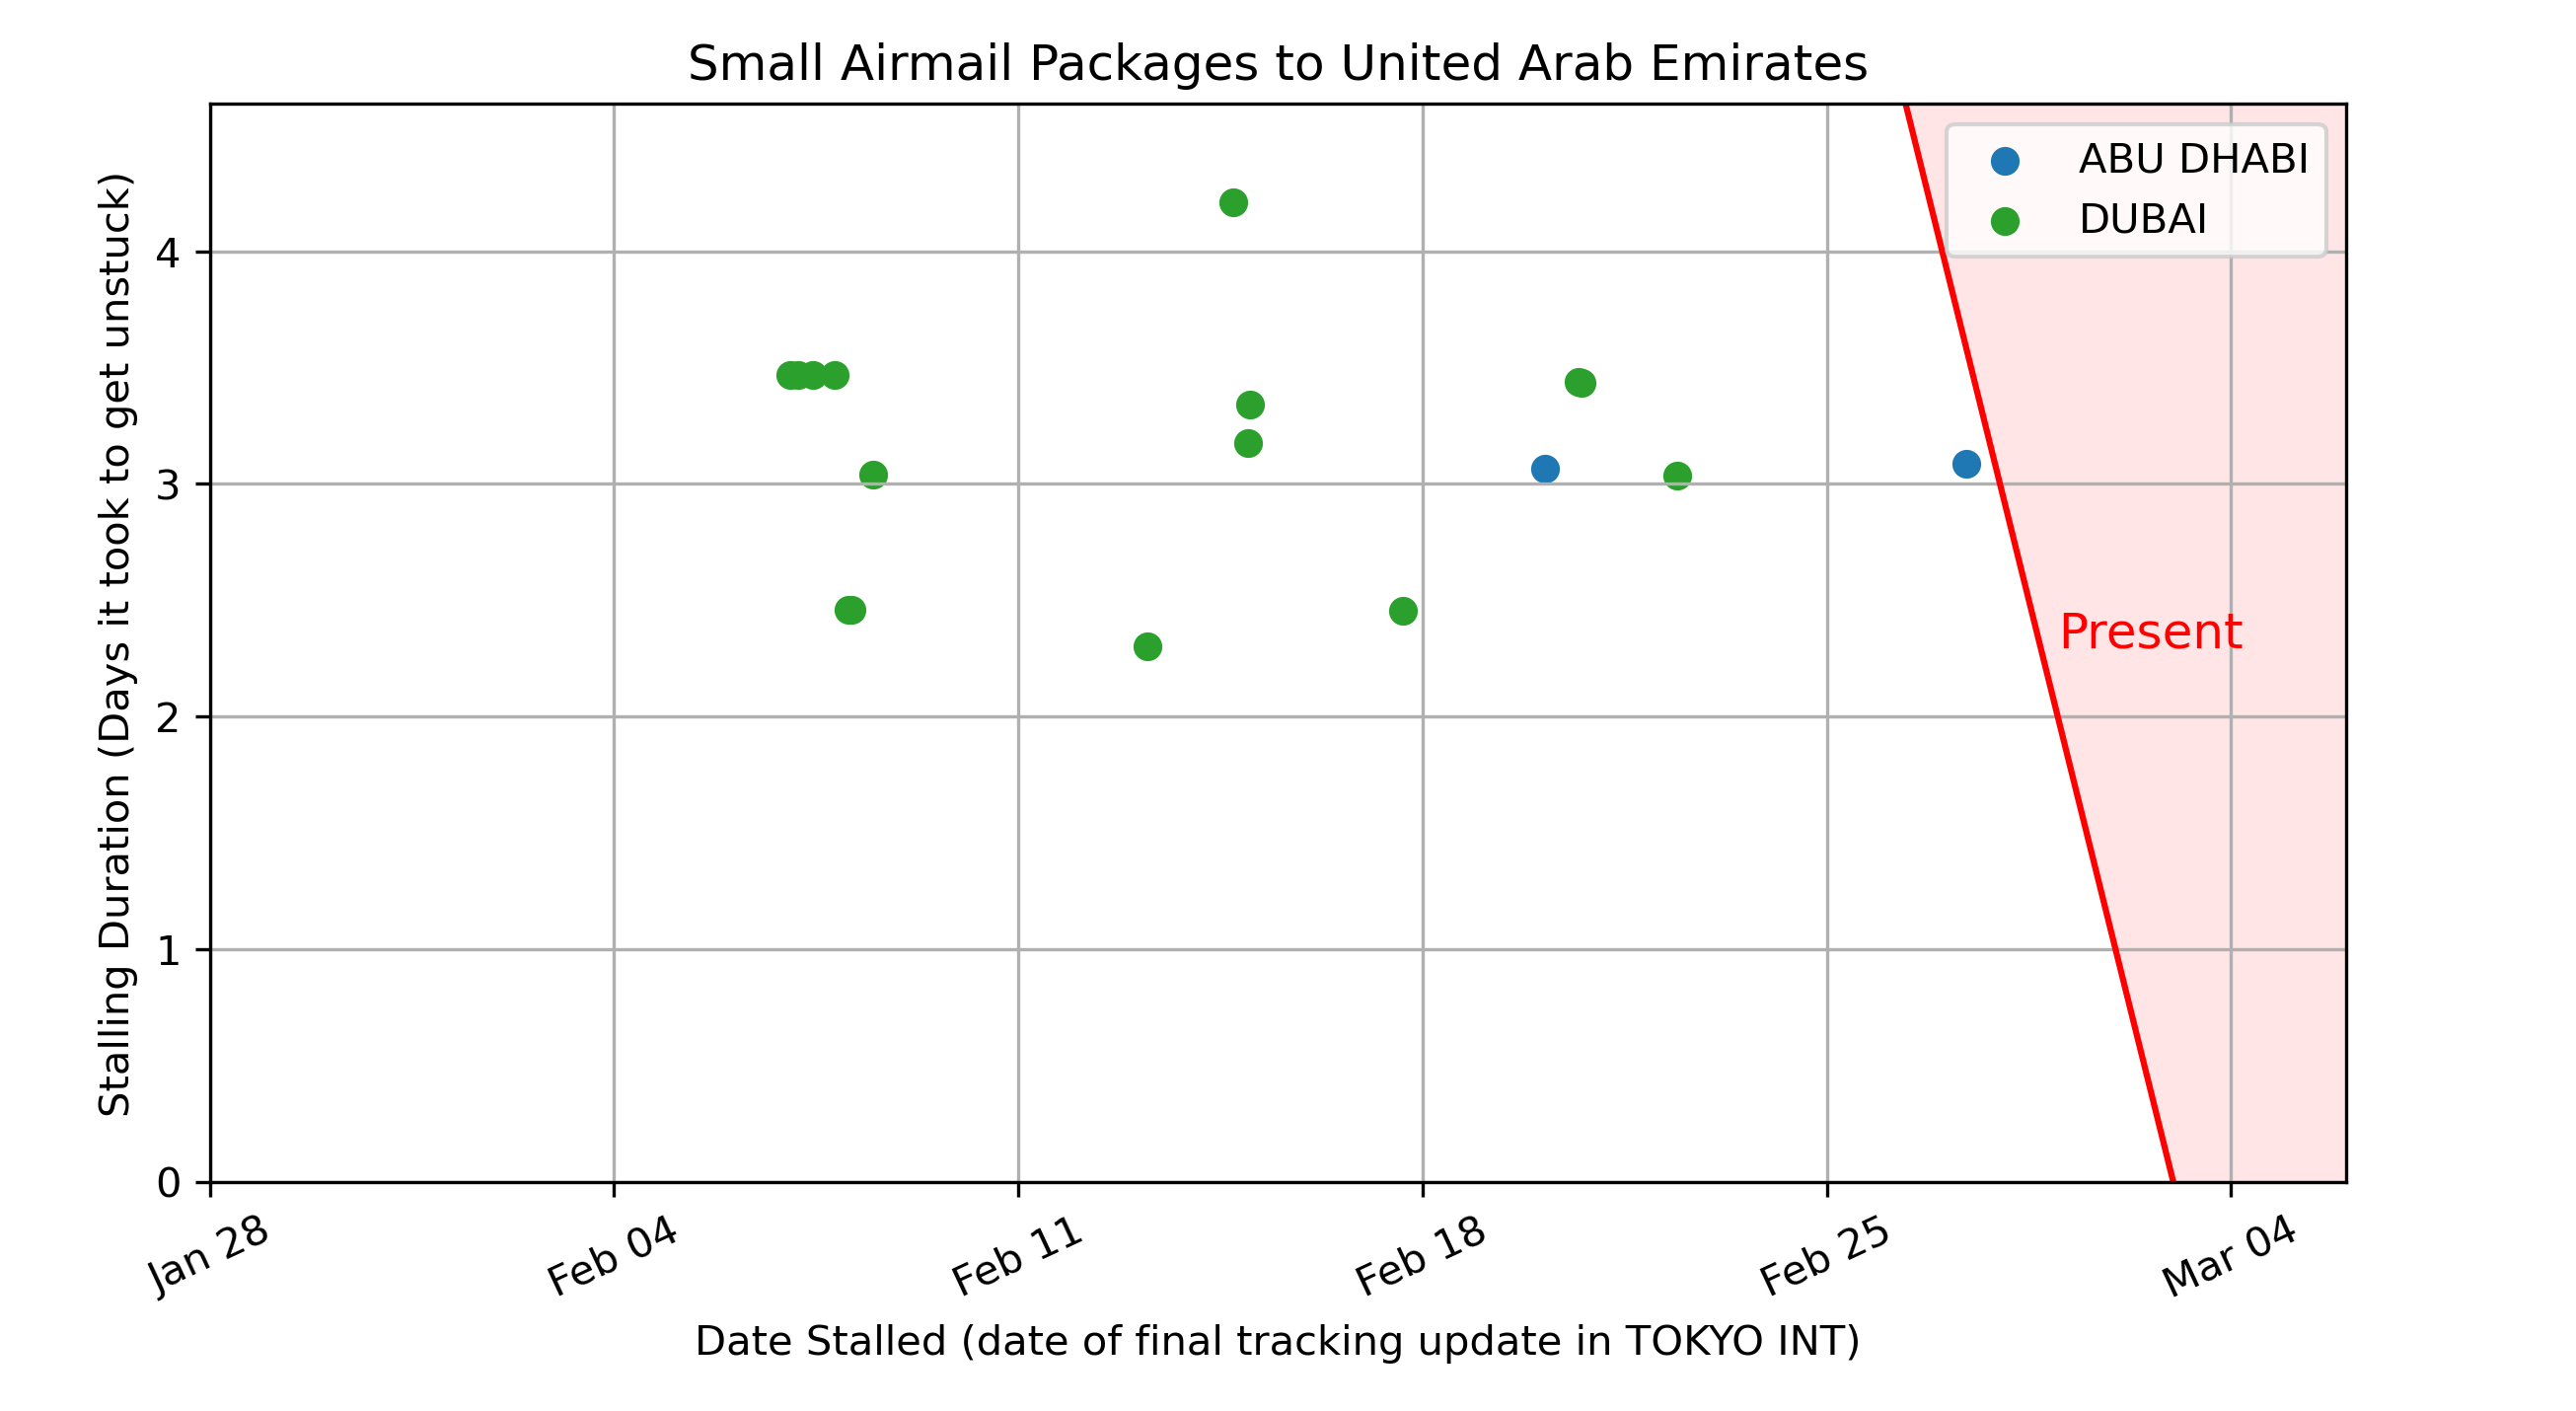 Small Airmail Packages to United Arab Emirates
ABU DHABI
DUBAI
Present
Stalling Duration (Days it took to get unstuck)
4
3
2
1
0
Jan 28
Feb 04
Feb 11
Feb 18
Feb 25
Mar 04
Date Stalled (date of final tracking update in TOKYO INT)